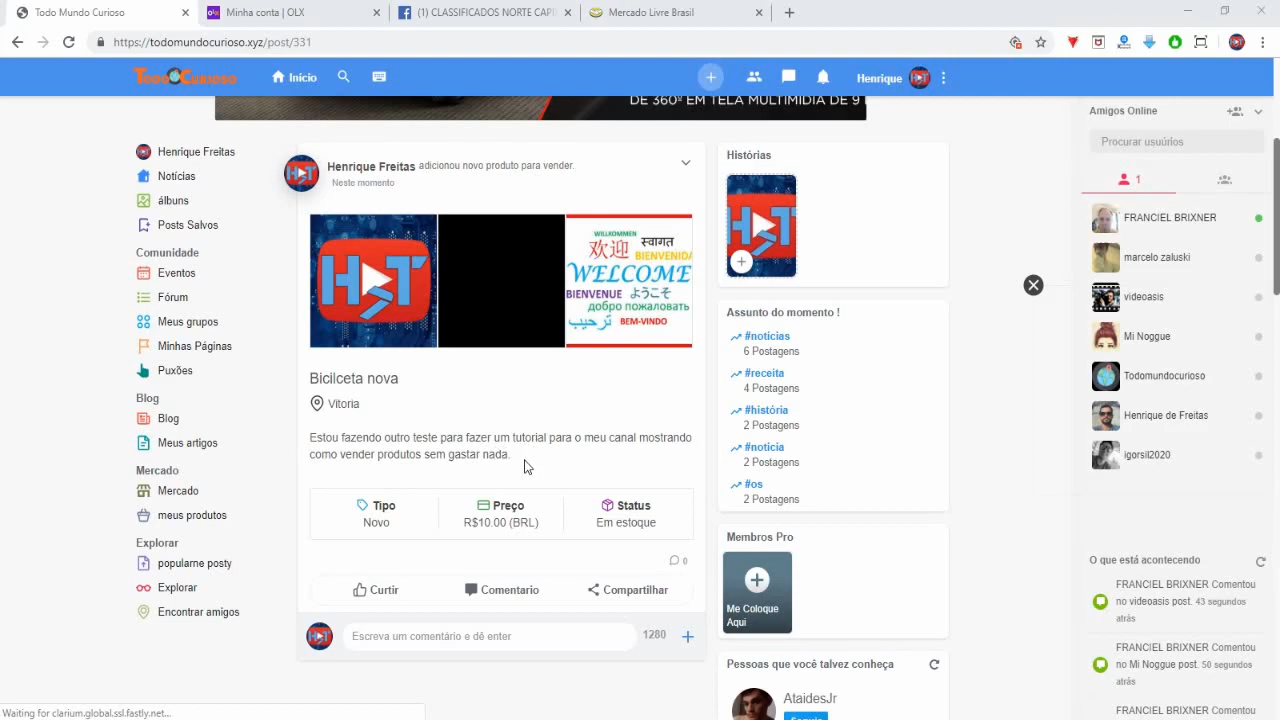 Todo Mundo Curioso
Minha conta | OLX
(1) CLASSIFICADOS NORTE CAPI
Mercado Livre Brasil
https://todomundocurioso.xyz/post/331
TODO CURIOSO
Início
Henrique
DE 360º EM TELA MULTIMIDIA DE 9
Henrique Freitas
Notícias
álbuns
Posts Salvos
Comunidade
Eventos
Fórum
Meus grupos
Minhas Páginas
Puxões
Blog
Blog
Meus artigos
Mercado
Mercado
meus produtos
Explorar
popularne posty
Explorar
Encontrar amigos
Henrique Freitas adicionou novo produto para vender.
Neste momento
HST
WILLKOMMEN
欢迎 स्वागत
BIENVENIDA
WELCOME
BIENVENUE ようこそ
добро пожаловать
ترحيب BEM-VINDO
Bicilceta nova
Vitoria
Estou fazendo outro teste para fazer um tutorial para o meu canal mostrando
como vender produtos sem gastar nada.
Tipo
Novo
Preço
R$10.00 (BRL)
Status
Em estoque
0
Curtir
Comentario
Compartilhar
Escreva um comentário e dê enter
1280
Histórias
Assunto do momento !
#noticias
6 Postagens
#receita
4 Postagens
#história
2 Postagens
#noticia
2 Postagens
#os
2 Postagens
Membros Pro
Me Coloque
Aqui
Pessoas que você talvez conheça
AtaidesJr
Amigos Online
Procurar usuários
1
FRANCIEL BRIXNER
marcelo zaluski
videoasis
Mi Noggue
Todomundocurioso
Henrique de Freitas
igorsil2020
O que está acontecendo
FRANCIEL BRIXNER Comentou
no videoasis post. 43 segundos
atrás
FRANCIEL BRIXNER Comentou
no Mi Noggue post. 50 segundos
atrás
FRANCIEL BRIXNER Comentou
Waiting for clarium.global.ssl.fastly.net...